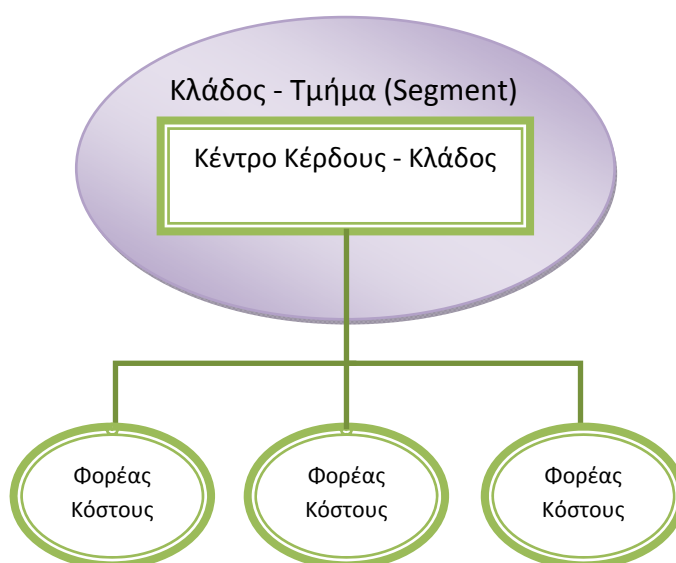 Κλάδος - Τμήμα (Segment)
Κέντρο Κέρδους - Κλάδος
Φορέας
Κόστους
Φορέας
Κόστους
Φορέας
Κόστους